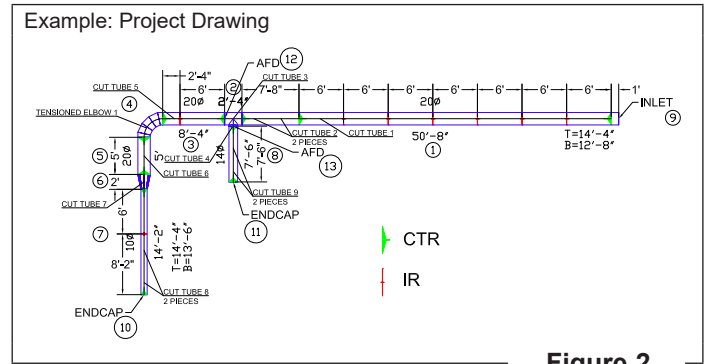 Example: Project Drawing
AFD 12
CUT TUBE 3
2
2'-4"
CUT TUBE 5
6'
2'-4"
7'-8"
6'
6'
6'
6'
6'
6'
6'
1'
20ø
20ø
INLET 9
4
TENSIONED ELBOW 1
8'-4"
3
CUT TUBE 2
2 PIECES
CUT TUBE 1
50'-8"
1
T=14'-4"
B=12'-8"
AFD
13
8
14ø
7'-6"
7'-6"
5
5'
20ø
5'
CUT TUBE 4
CUT TUBE 6
6
2'
CUT TUBE 7
CUT TUBE 9
2 PIECES
ENDCAP
11
6'
7
10ø
14'-2"
T=14'-4"
B=13'-6"
8'-2"
CUT TUBE 8
2 PIECES
ENDCAP
10
CTR
IR
Figure 2